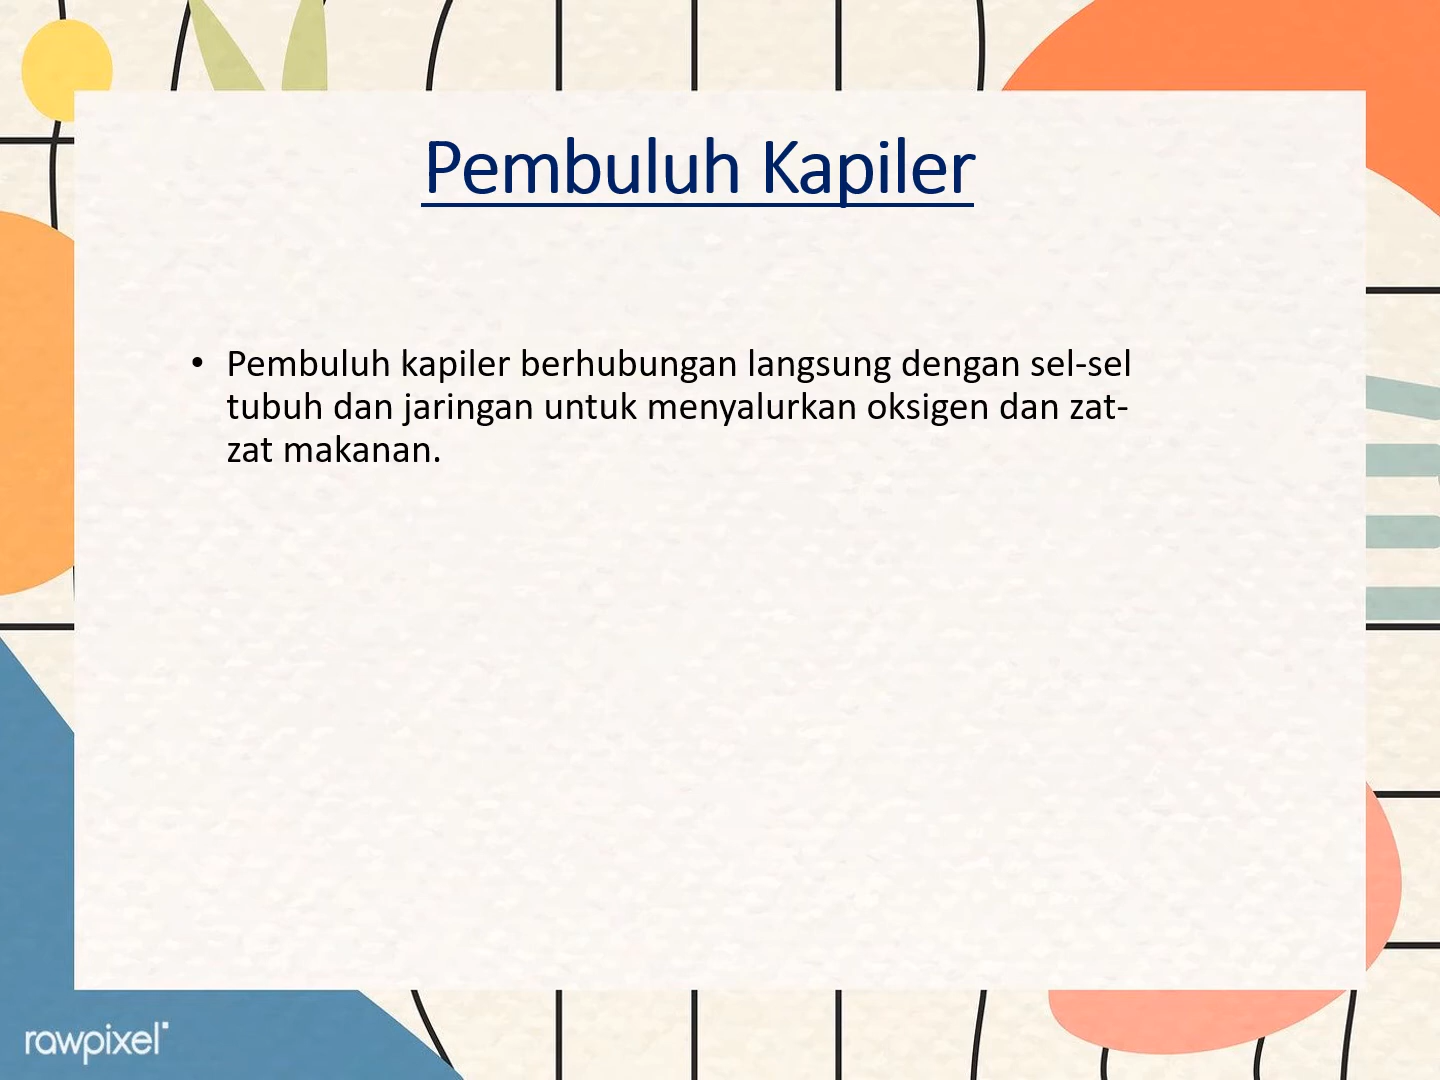 Pembuluh Kapiler
• Pembuluh kapiler berhubungan langsung dengan sel-sel
tubuh dan jaringan untuk menyalurkan oksigen dan zat-
zat makanan.
rawpixel